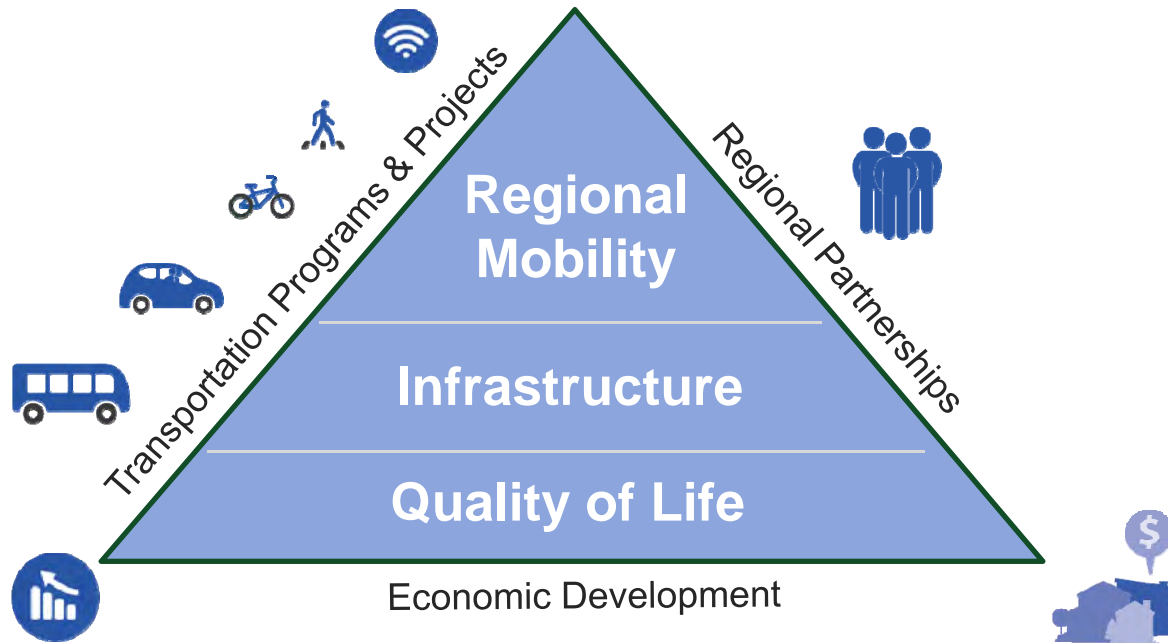 Transportation Programs & Projects
Regional Partnerships
Regional
Mobility
Infrastructure
Quality of Life
Economic Development
$